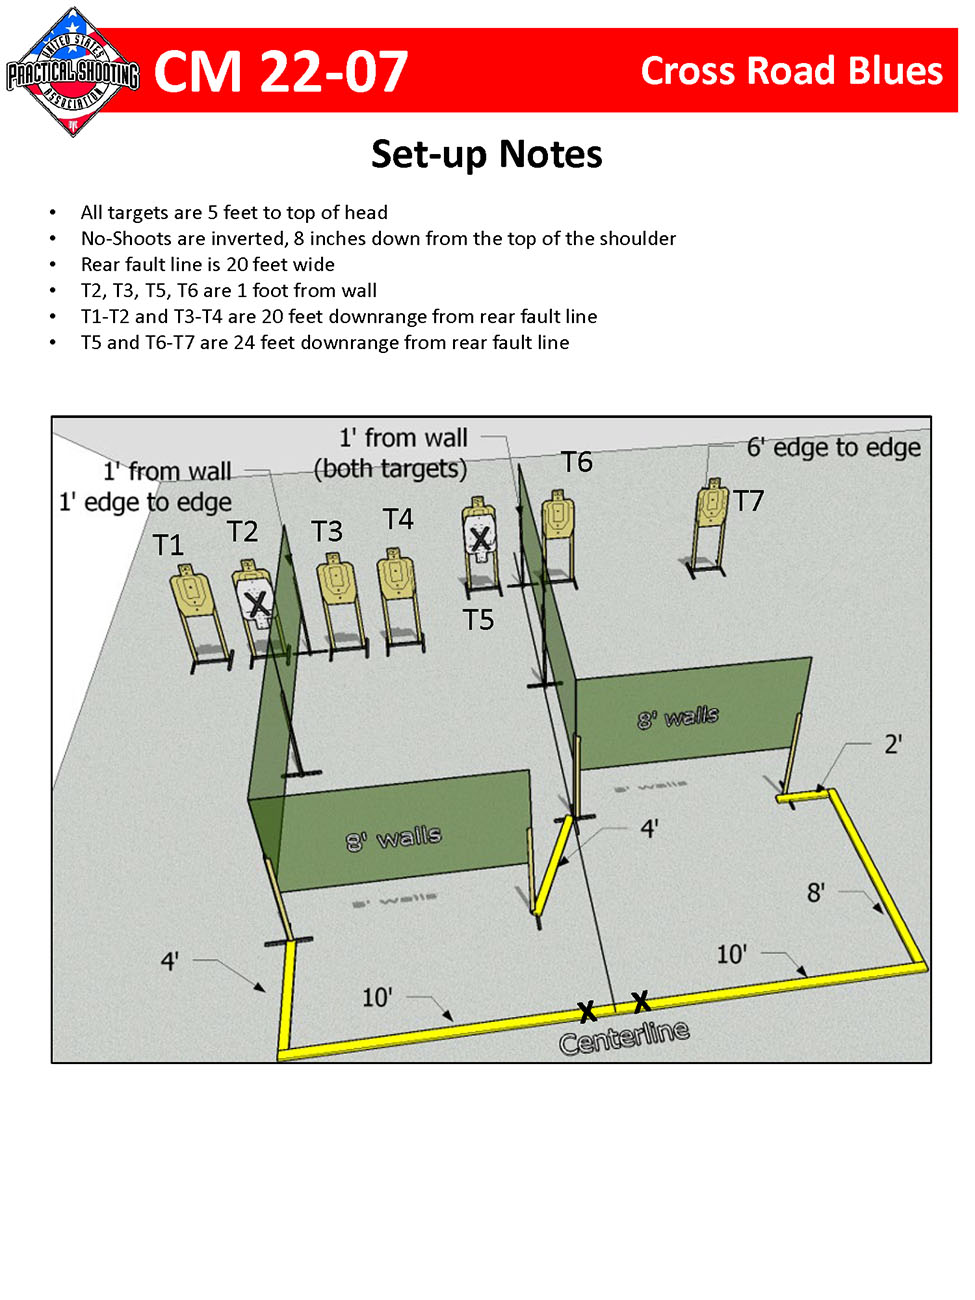 UNITED STATES
PRACTICAL SHOOTING
ASSOCIATION
CM 22-07
Cross Road Blues
Set-up Notes
• All targets are 5 feet to top of head
• No-Shoots are inverted, 8 inches down from the top of the shoulder
• Rear fault line is 20 feet wide
• T2, T3, T5, T6 are 1 foot from wall
• T1-T2 and T3-T4 are 20 feet downrange from rear fault line
• T5 and T6-T7 are 24 feet downrange from rear fault line
1' from wall
(both targets)
6' edge to edge
1' from wall
1' edge to edge
T6
T7
T1
T2
T3
T4
X
T5
X
8' walls
8' walls
2'
8' walls
4'
8' walls
8'
4'
10'
10'
X X
Centerline